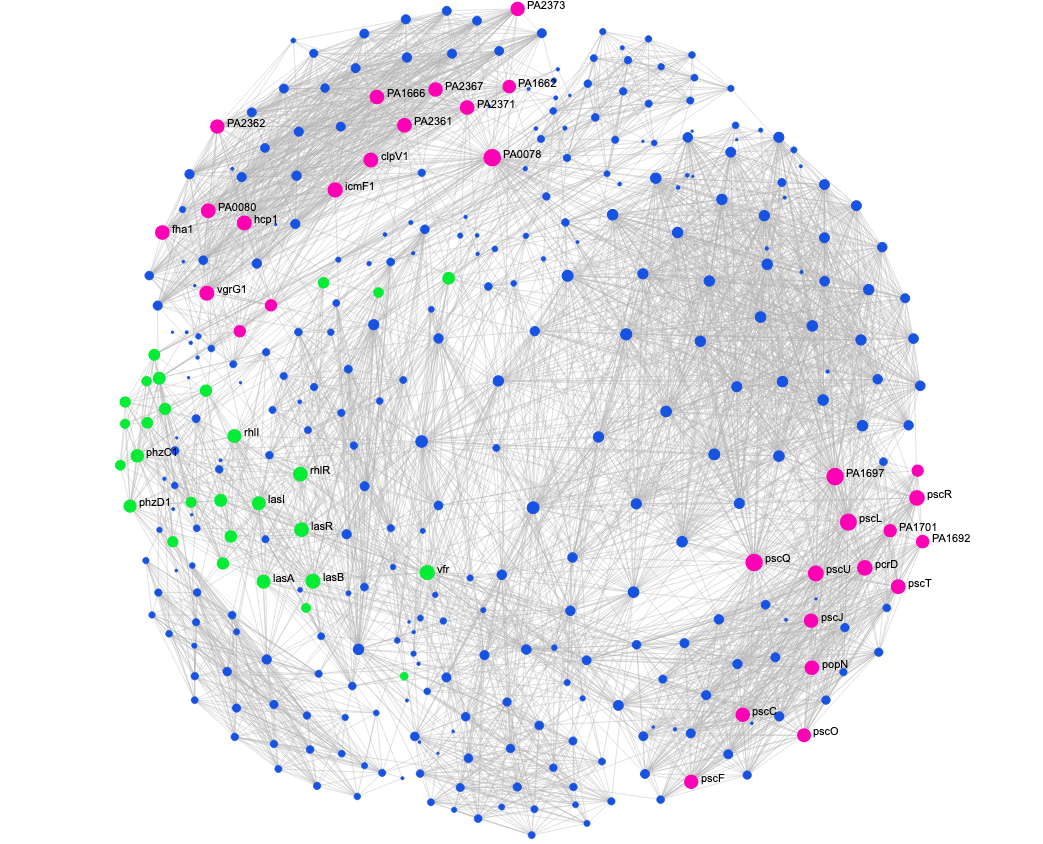 PA2373
PA2367
PA1662
PA1666
PA2371
PA2362
PA2361
PA0078
clpV1
icmF1
PA0080
hcp1
fha1
vgrG1
rhlI
phzC1
rhlR
PA1697
pscR
phzD1
lasI
pscL
lasR
PA1701
PA1692
pscQ
pcrD
vfr
pscU
lasA
lasB
pscT
pscJ
popN
pscC
pscO
pscF